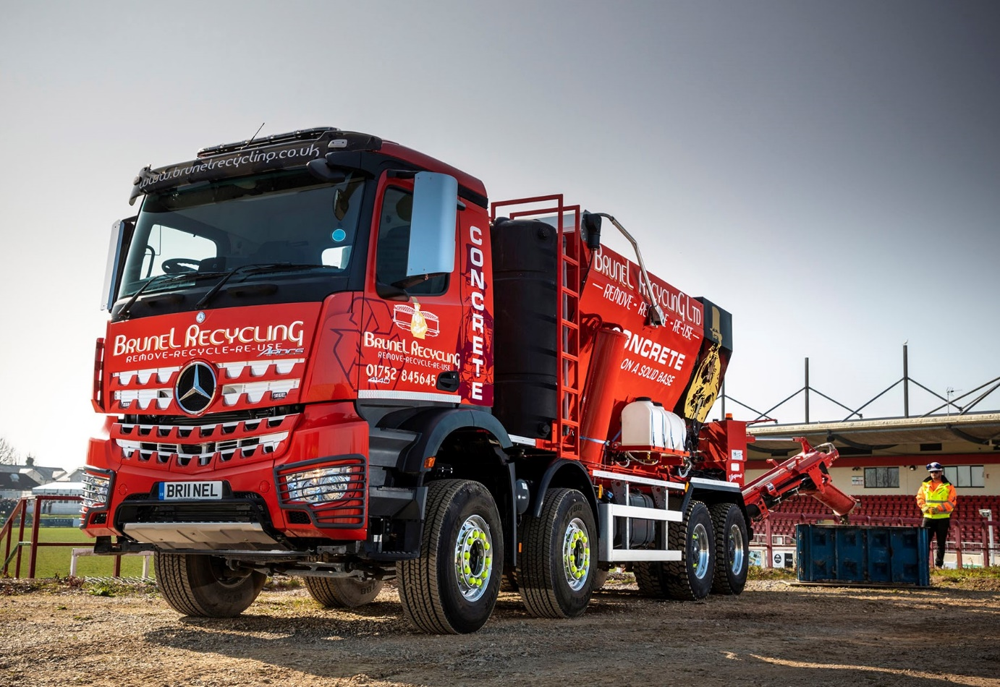 www.brunelrecycling.co.uk
BRUNEL RECYCLING
REMOVE-RECYCLE-RE-USE
AROCS
BR11 NEL
CONCRETE
BRUNEL RECYCLING
REMOVE-RECYCLE-RE-USE
01752 845645
4140
BRUNEL RECYCLING LTD
REMOVE - RE-USE
CONCRETE
ON A SOLID BASE